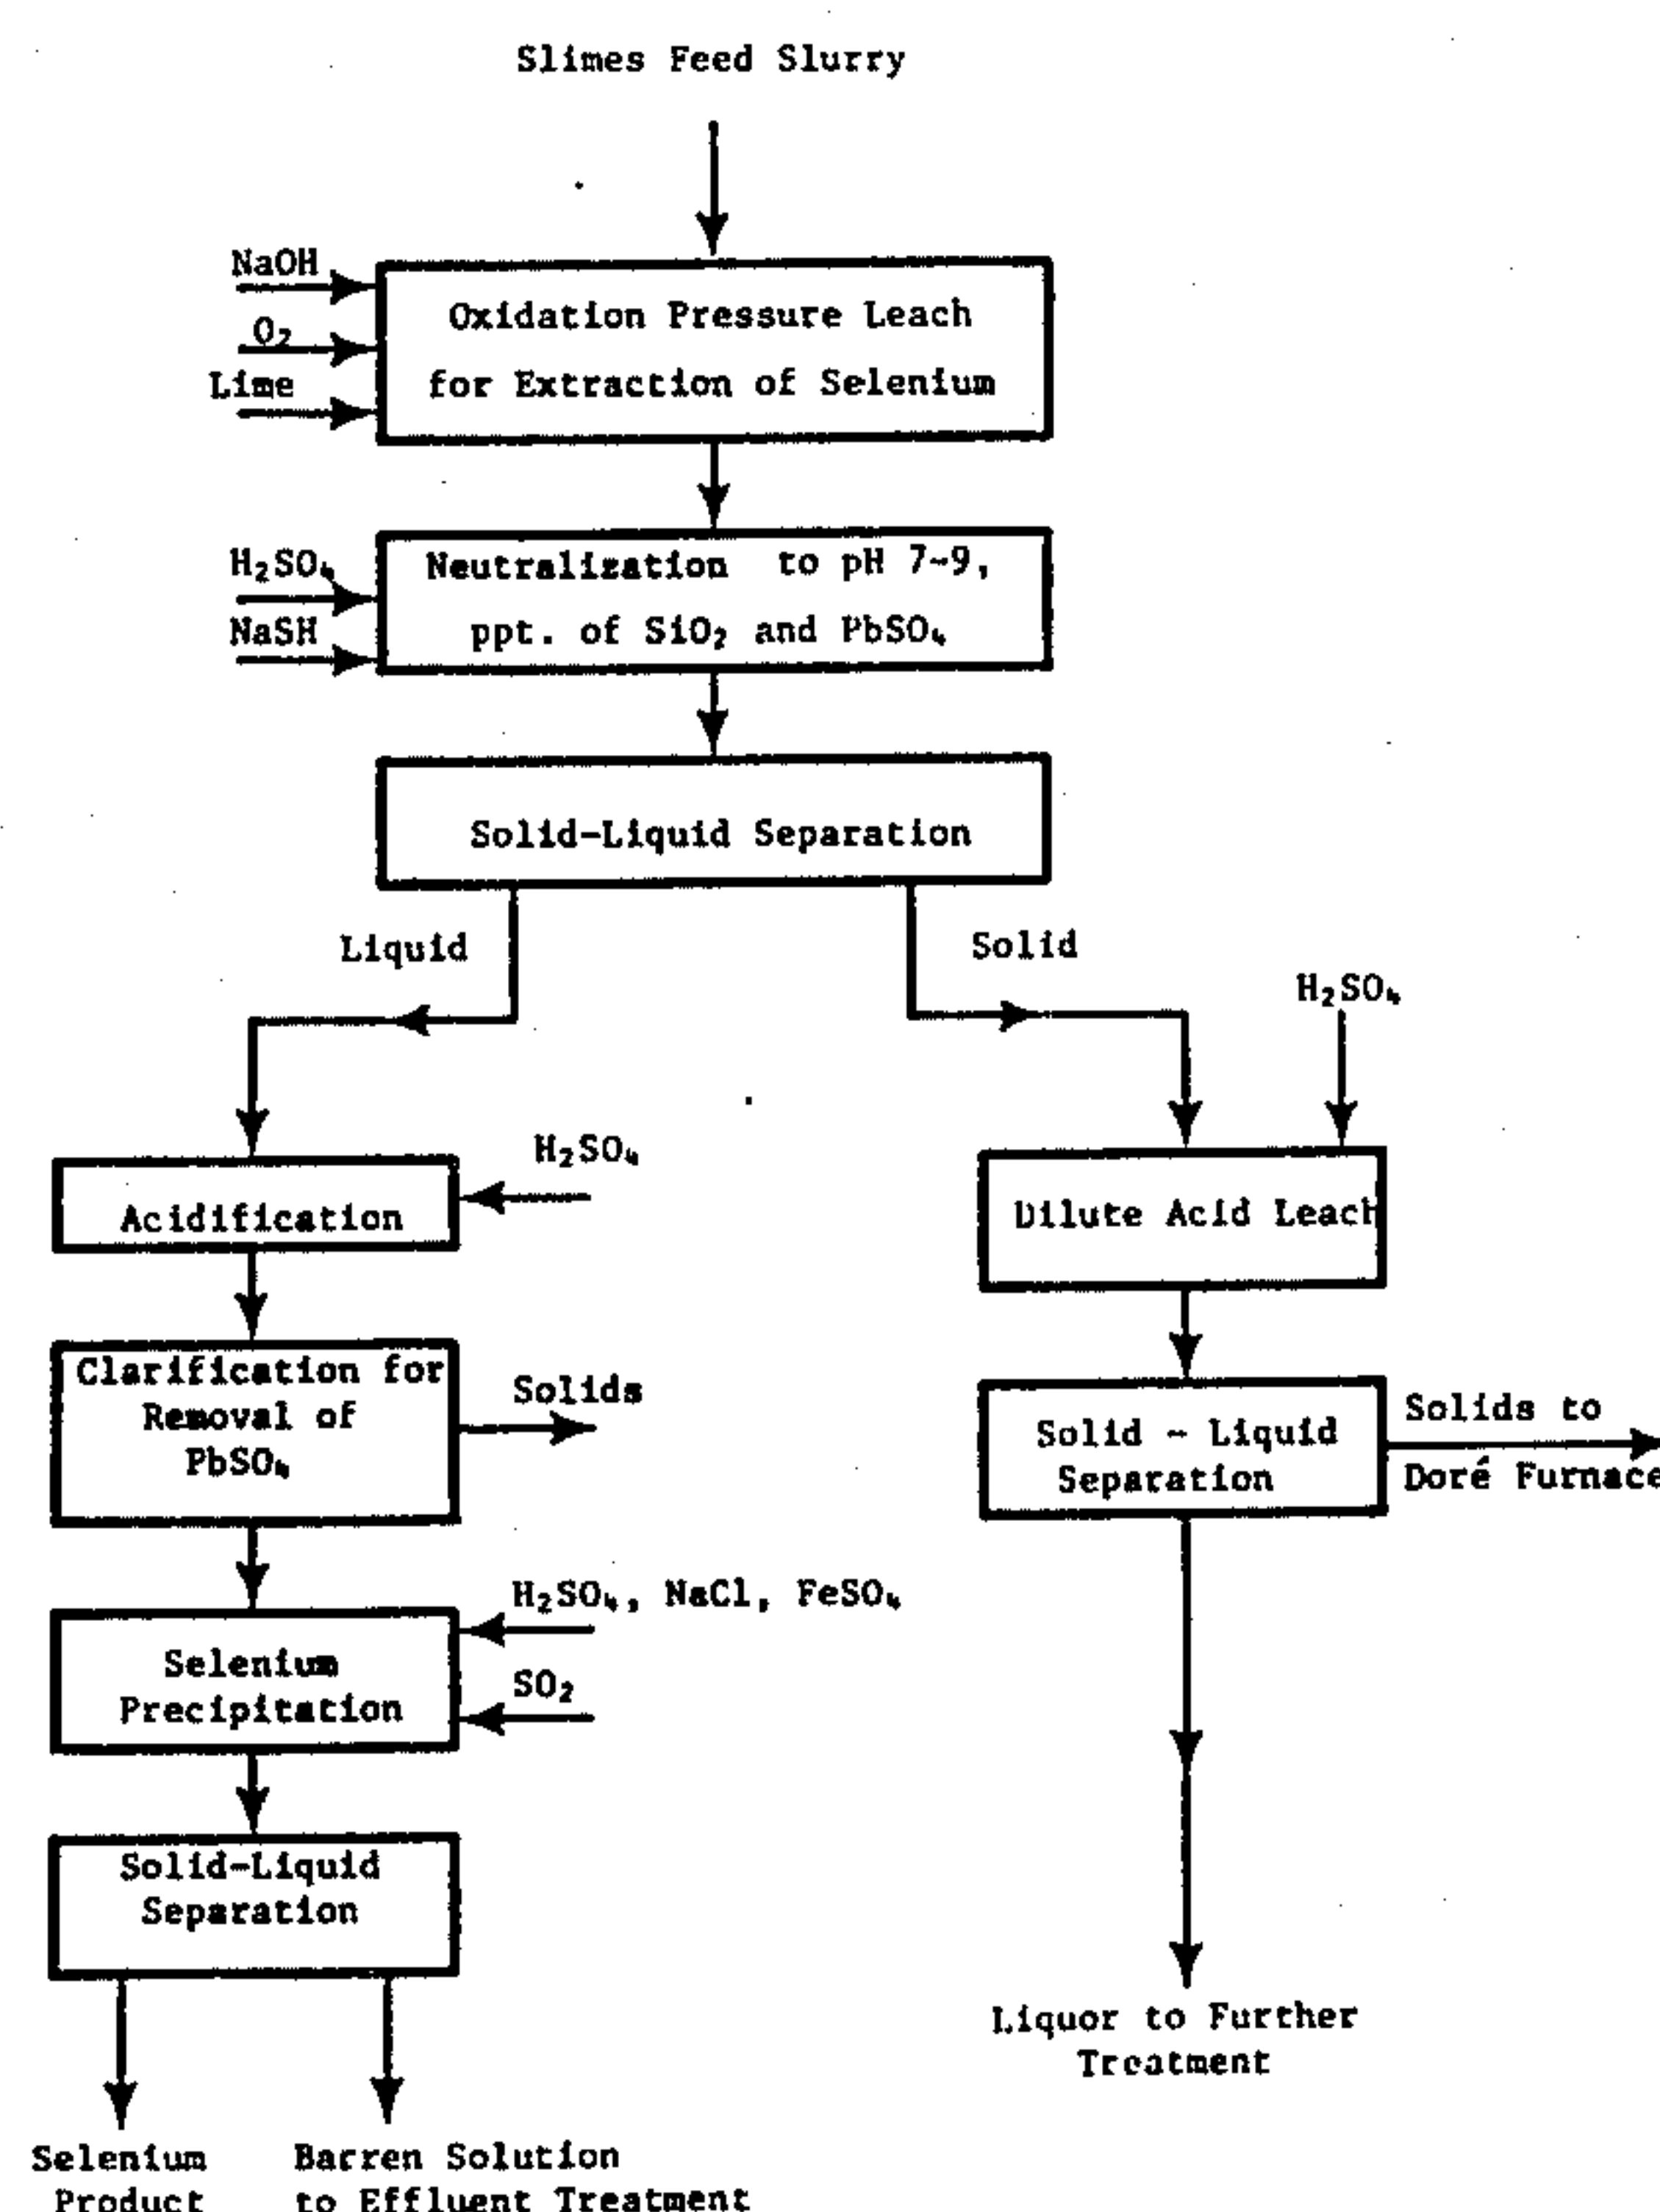 Slimes Feed Slurry
NaOH
O₂
Lime
Oxidation Pressure Leach
for Extraction of Selenium
H₂SO₄
NaSH
Neutralization to pH 7-9,
ppt. of SiO₂ and PbSO₄
Solid-Liquid Separation
Liquid
Solid
H₂SO₄
H₂SO₄
Acidification
Dilute Acid Leach
Clarification for
Removal of
PbSO₄
Solids
Solid - Liquid
Separation
Solids to
Doré Furnace
H₂SO₄, NaCl, FeSO₄
SO₂
Selenium
Precipitation
Solid-Liquid
Separation
Liquor to Further
Treatment
Selenium
Product
Barren Solution
to Effluent Treatment